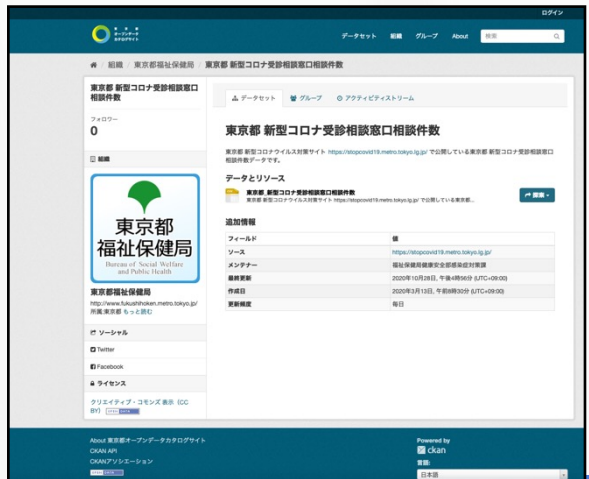 ログイン
東京都
オープンデータ
カタログサイト
データセット 組織 グループ About 検索
/ 組織 / 東京都福祉保健局 / 東京都 新型コロナ受診相談窓口相談件数
東京都 新型コロナ受診相談窓口
相談件数
フォロワー
0
組織
東京都
福祉保健局
Bureau of Social Welfare
and Public Health
東京都福祉保健局
http://www.fukushihoken.metro.tokyo.jp/
所属:東京都 もっと読む
ソーシャル
Twitter
Facebook
ライセンス
クリエイティブ・コモンズ 表示（CC
BY）
データセット グループ アクティビティストリーム
東京都 新型コロナ受診相談窓口相談件数
東京都 新型コロナウイルス対策サイト https://stopcovid19.metro.tokyo.lg.jp/ で公開している東京都 新型コロナ受診相談窓口
相談件数データです。
データとリソース
東京都_新型コロナ受診相談窓口相談件数
東京都 新型コロナウイルス対策サイト https://stopcovid19.metro.tokyo.lg.jp/ で公開している東京都...
探索
追加情報
フィールド 値
ソース https://stopcovid19.metro.tokyo.lg.jp/
メンテナー 福祉保健局健康安全部感染症対策課
最終更新 2020年10月28日, 午後4時56分 (UTC+09:00)
作成日 2020年3月13日, 午前8時30分 (UTC+09:00)
更新頻度 毎日
About 東京都オープンデータカタログサイト
CKAN API
CKANアソシエーション
Powered by
ckan
言語:
日本語